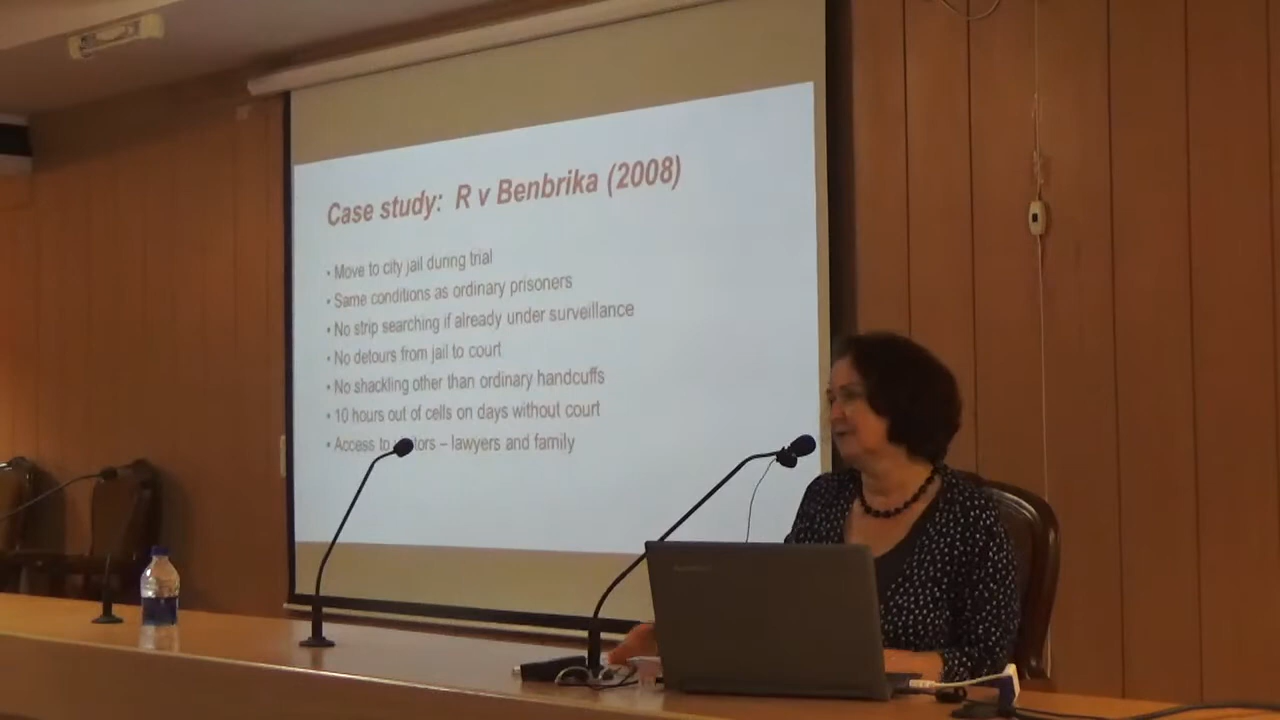 Case study: R v Benbrika (2008)
• Move to city jail during trial
• Same conditions as ordinary prisoners
• No strip searching if already under surveillance
• No detours from jail to court
• No shackling other than ordinary handcuffs
• 10 hours out of cells on days without court
• Access to – lawyers and family